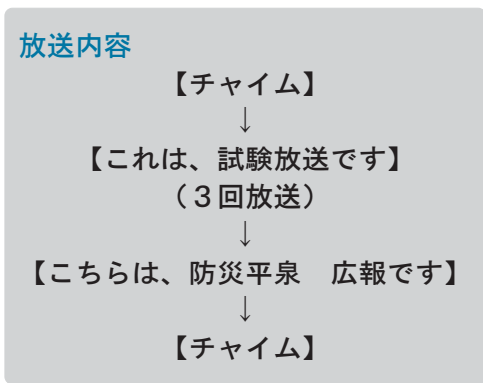 放送内容
【チャイム】
↓
【これは、試験放送です】
（３回放送）
↓
【こちらは、防災平泉　広報です】
↓
【チャイム】